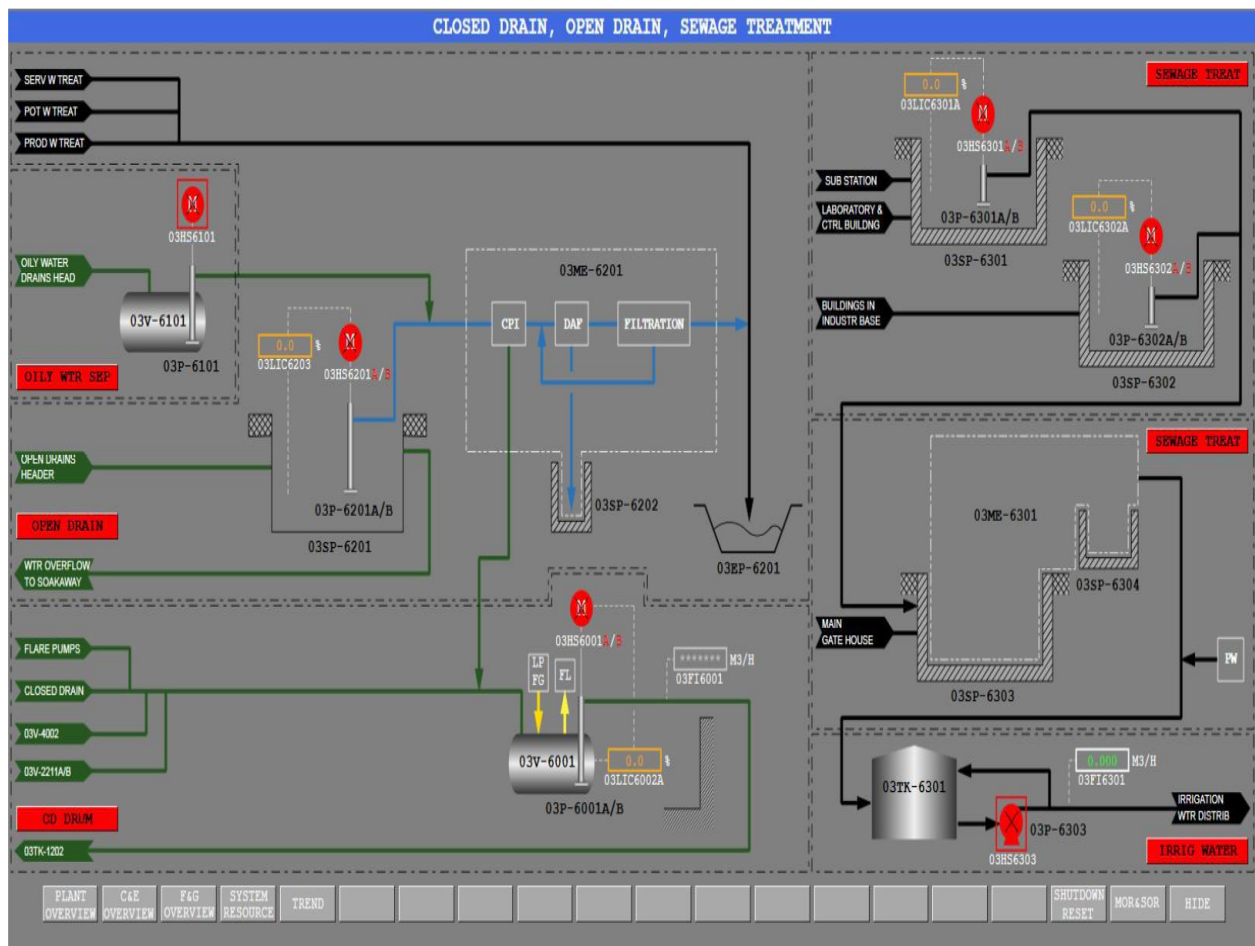 CLOSED DRAIN, OPEN DRAIN, SEWAGE TREATMENT
SERV W TREAT
POT W TREAT
PROD W TREAT
M
03HS6101
OILY WATER
DRAINS HEAD
03V-6101
03P-6101
OILY WTR SEP
0.0 %
03LIC6203
M
03HS6201A/B
03ME-6201
CPI
DAF
FILTRATION
OPEN DRAINS
HEADER
03P-6201A/B
03SP-6201
OPEN DRAIN
WTR OVERFLOW
TO SOAKAWAY
03SP-6202
03EP-6201
FLARE PUMPS
CLOSED DRAIN
03V-4002
03V-2211A/B
CD DRUM
03TK-1202
M
03HS6001A/B
LP
FG
FL
******* M3/H
03FI6001
03V-6001
0.0 %
03LIC6002A
03P-6001A/B
SEWAGE TREAT
0.0 %
03LIC6301A
M
03HS6301A/B
SUB STATION
LABORATORY &
CTRL BUILDNG
03P-6301A/B
03SP-6301
0.0 %
03LIC6302A
M
03HS6302A/B
BUILDINGS IN
INDUSTR BASE
03P-6302A/B
03SP-6302
SEWAGE TREAT
03ME-6301
03SP-6304
MAIN
GATE HOUSE
03SP-6303
PW
03TK-6301
0.000 M3/H
03FI6301
03P-6303
03HS6303
IRRIGATION
WTR DISTRIB
IRRIG WATER
PLANT
OVERVIEW
C&E
OVERVIEW
F&G
OVERVIEW
SYSTEM
RESOURCE
TREND
SHUTDOWN
RESET
MOR&SOR
HIDE